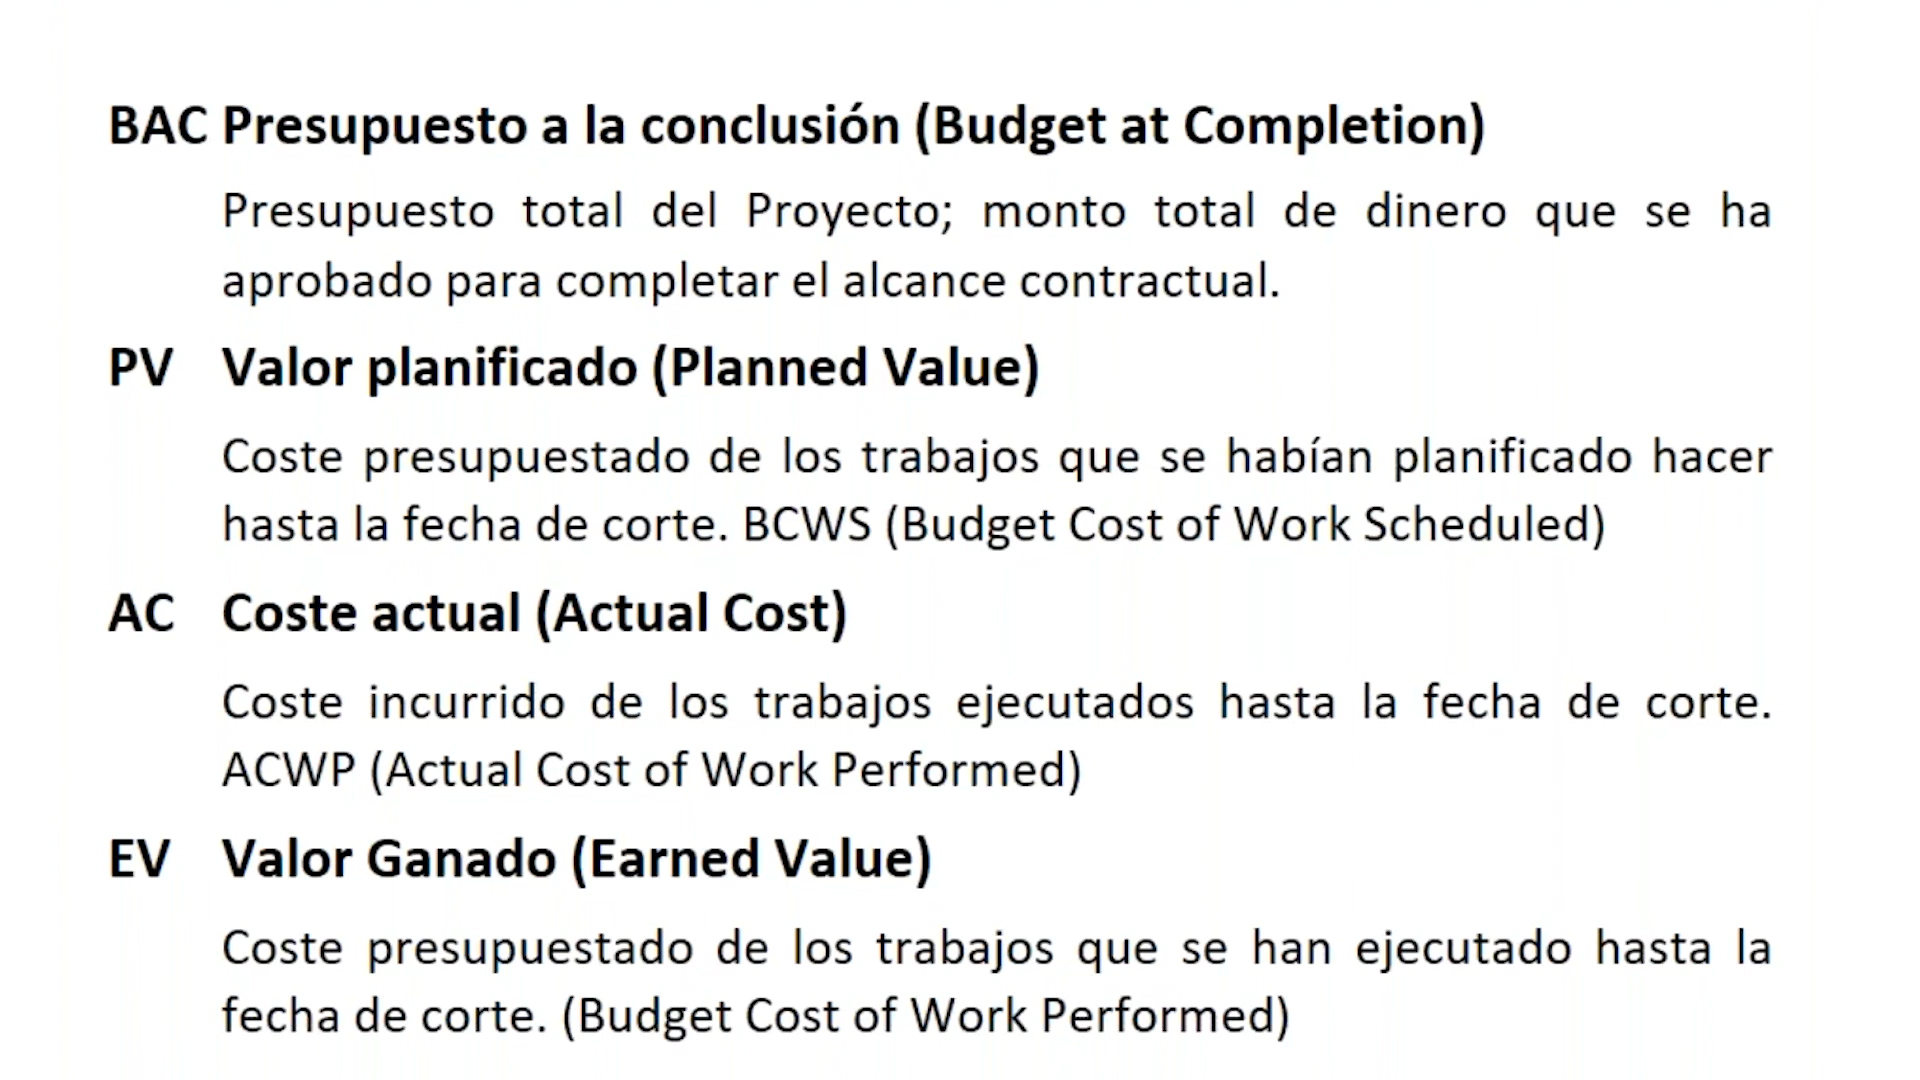 BAC Presupuesto a la conclusión (Budget at Completion)
Presupuesto total del Proyecto; monto total de dinero que se ha
aprobado para completar el alcance contractual.
PV Valor planificado (Planned Value)
Coste presupuestado de los trabajos que se habían planificado hacer
hasta la fecha de corte. BCWS (Budget Cost of Work Scheduled)
AC Coste actual (Actual Cost)
Coste incurrido de los trabajos ejecutados hasta la fecha de corte.
ACWP (Actual Cost of Work Performed)
EV Valor Ganado (Earned Value)
Coste presupuestado de los trabajos que se han ejecutado hasta la
fecha de corte. (Budget Cost of Work Performed)